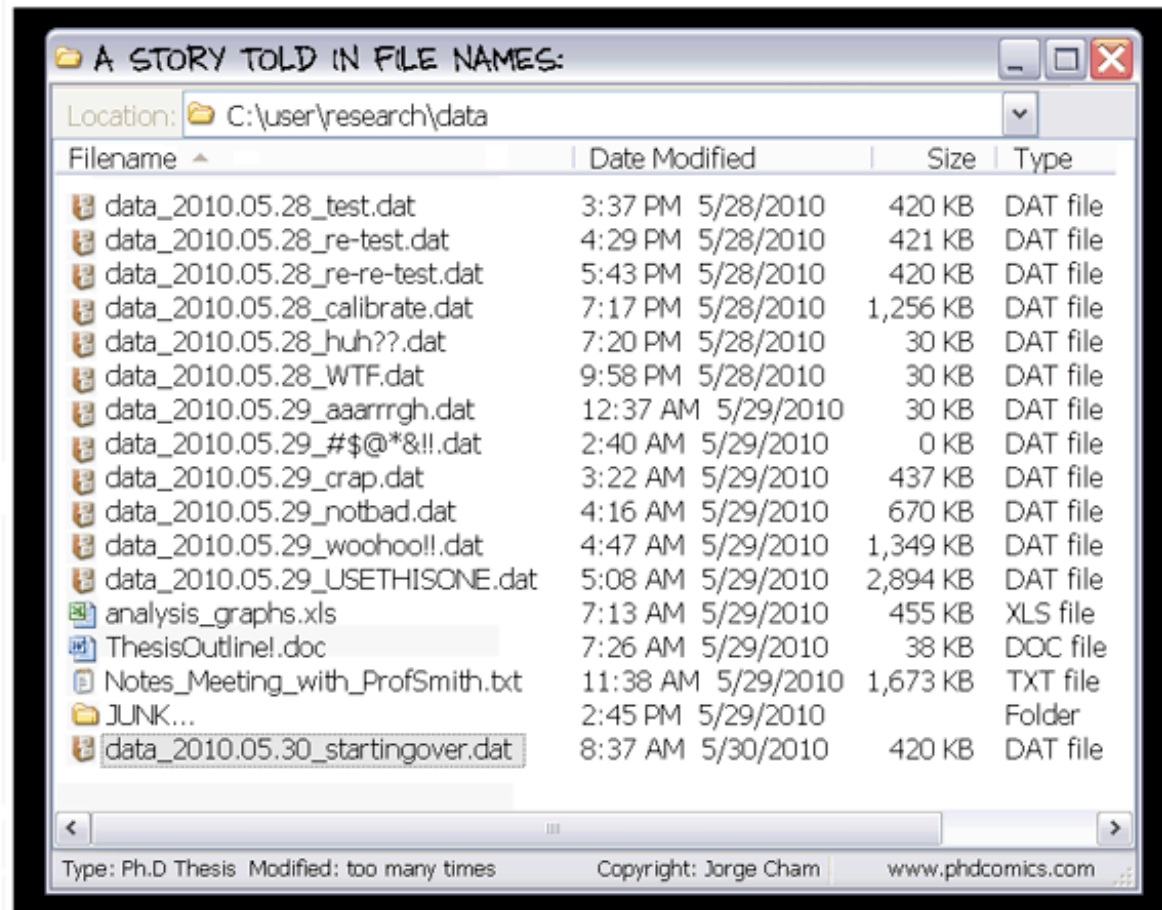 A STORY TOLD IN FILE NAMES:
Location: C:\user\research\data
Filename Date Modified Size Type
data_2010.05.28_test.dat 3:37 PM 5/28/2010 420 KB DAT file
data_2010.05.28_re-test.dat 4:29 PM 5/28/2010 421 KB DAT file
data_2010.05.28_re-re-test.dat 5:43 PM 5/28/2010 420 KB DAT file
data_2010.05.28_calibrate.dat 7:17 PM 5/28/2010 1,256 KB DAT file
data_2010.05.28_huh??.dat 7:20 PM 5/28/2010 30 KB DAT file
data_2010.05.28_WTF.dat 9:58 PM 5/28/2010 30 KB DAT file
data_2010.05.29_aaarrrgh.dat 12:37 AM 5/29/2010 30 KB DAT file
data_2010.05.29_#$@*&!!.dat 2:40 AM 5/29/2010 0 KB DAT file
data_2010.05.29_crap.dat 3:22 AM 5/29/2010 437 KB DAT file
data_2010.05.29_notbad.dat 4:16 AM 5/29/2010 670 KB DAT file
data_2010.05.29_woohoo!!.dat 4:47 AM 5/29/2010 1,349 KB DAT file
data_2010.05.29_USETHISONE.dat 5:08 AM 5/29/2010 2,894 KB DAT file
analysis_graphs.xls 7:13 AM 5/29/2010 455 KB XLS file
ThesisOutline!.doc 7:26 AM 5/29/2010 38 KB DOC file
Notes_Meeting_with_ProfSmith.txt 11:38 AM 5/29/2010 1,673 KB TXT file
JUNK... 2:45 PM 5/29/2010 Folder
data_2010.05.30_startingover.dat 8:37 AM 5/30/2010 420 KB DAT file
Type: Ph.D Thesis Modified: too many times Copyright: Jorge Cham www.phdcomics.com